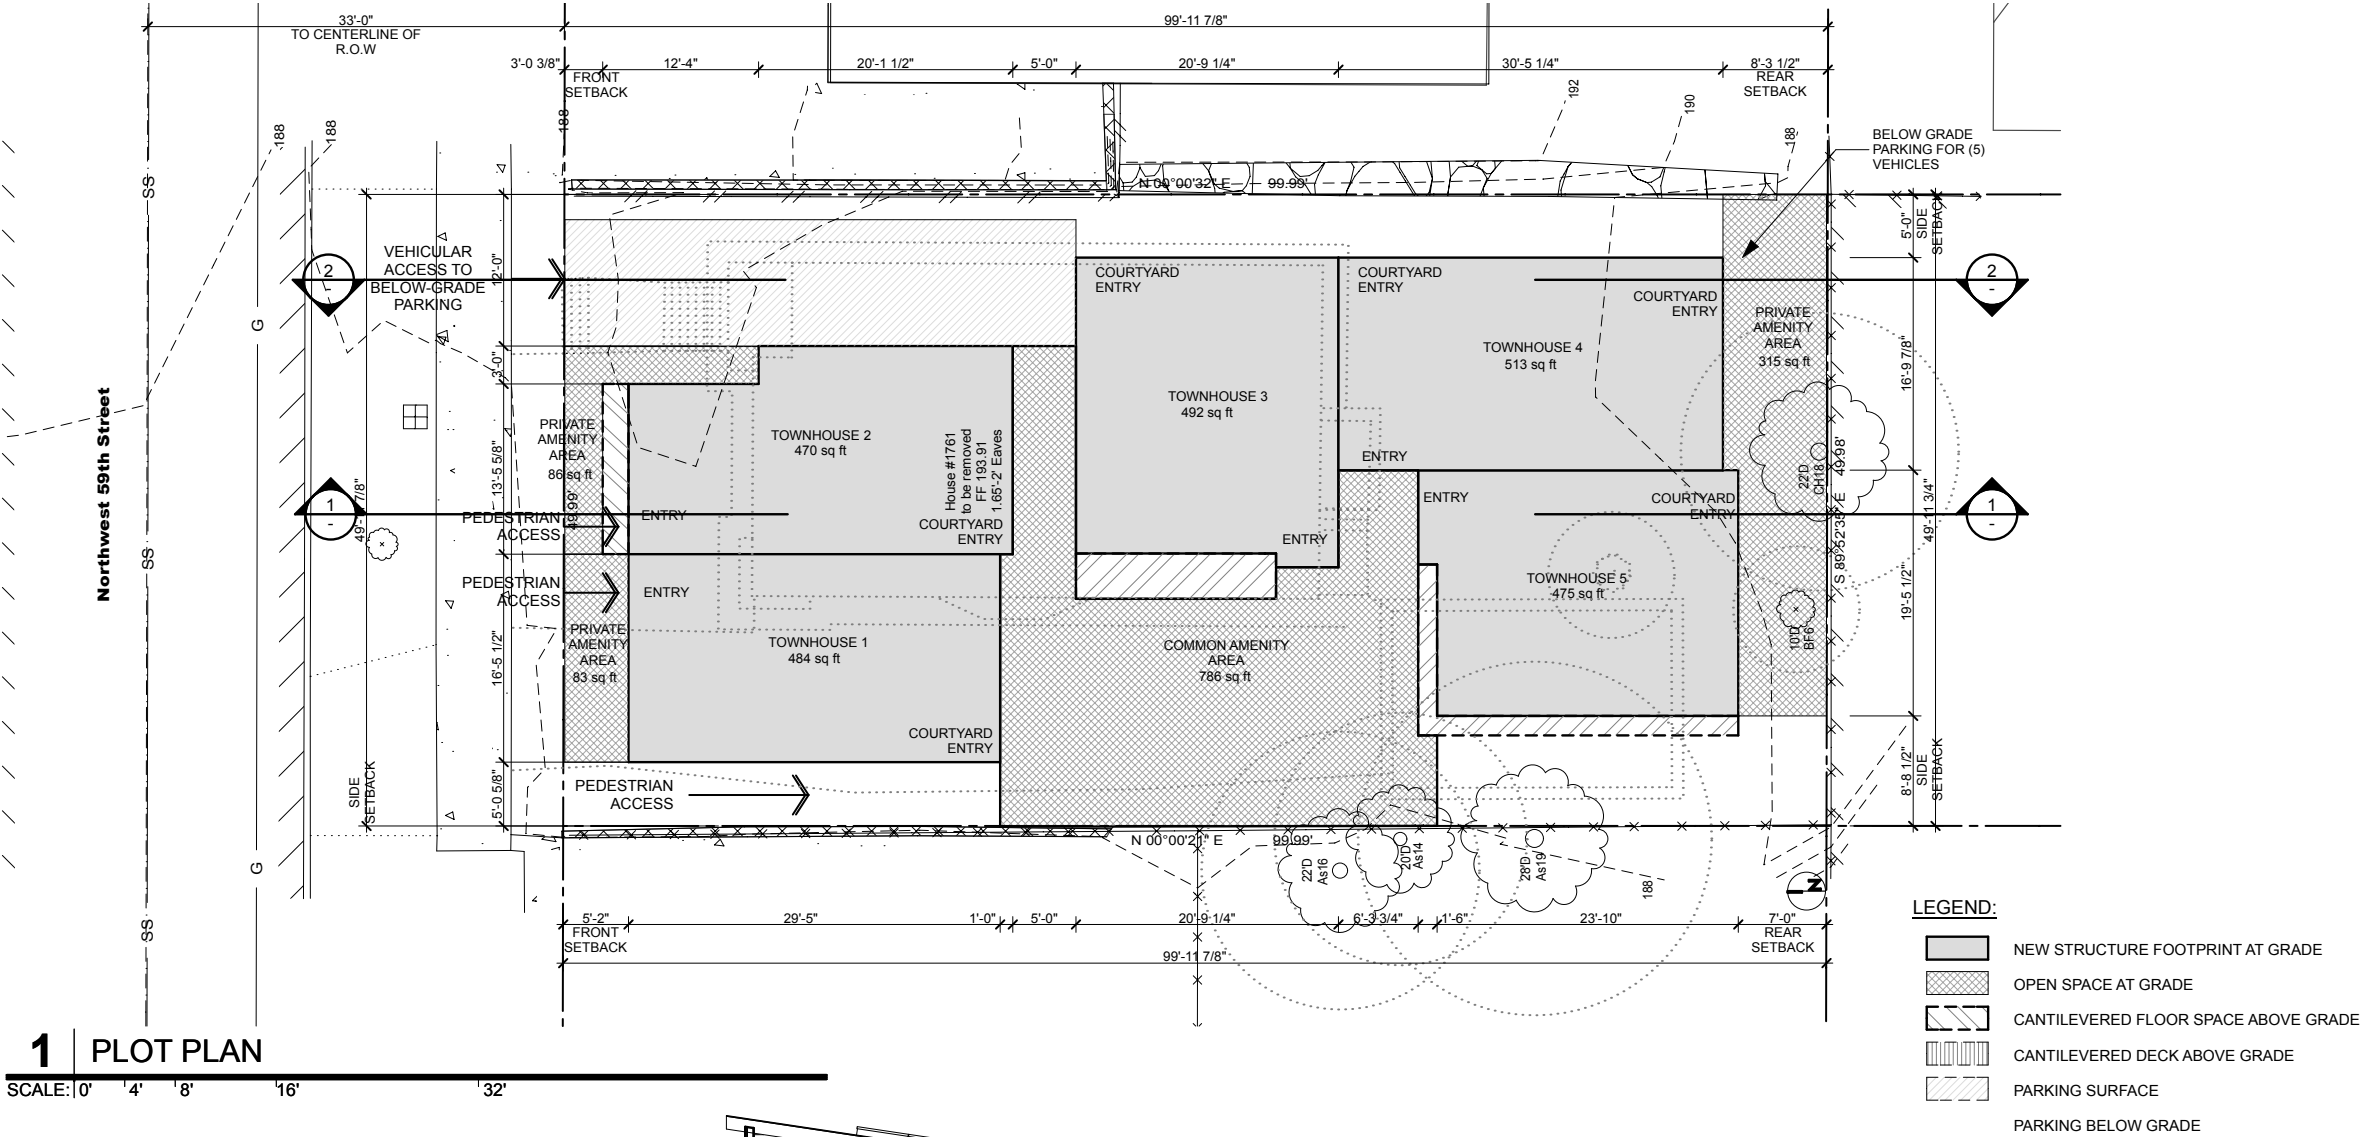 33'-0"
TO CENTERLINE OF
R.O.W
99'-11 7/8"
3'-0 3/8"
12'-4"
20'-1 1/2"
5'-0"
20'-9 1/4"
30'-5 1/4"
8'-3 1/2"
FRONT
SETBACK
REAR
SETBACK
188
188
188
192
190
188
BELOW GRADE
PARKING FOR (5)
VEHICLES
SS
N 00°00'32" E
99.99'
5'-0"
SIDE
SETBACK
VEHICULAR
ACCESS TO
BELOW-GRADE
PARKING
12'-0"
2
-
2
-
COURTYARD
ENTRY
COURTYARD
ENTRY
COURTYARD
ENTRY
G
PRIVATE
AMENITY
AREA
315 sq ft
TOWNHOUSE 4
513 sq ft
3'-0"
16'-9 7/8"
TOWNHOUSE 3
492 sq ft
Northwest 59th Street
PRIVATE
AMENITY
AREA
86 sq ft
TOWNHOUSE 2
470 sq ft
House #1761
to be removed
FF 193.91
1.65'-2' Eaves
ENTRY
22'D
CH18
S 89°52'35" E
49.98'
13'-5 5/8"
49.99'
1
-
1
-
PEDESTRIAN
ACCESS
ENTRY
COURTYARD
ENTRY
ENTRY
ENTRY
COURTYARD
ENTRY
49'-11 3/4"
SS
PEDESTRIAN
ACCESS
ENTRY
TOWNHOUSE 5
475 sq ft
19'-5 1/2"
10'D
BF6
PRIVATE
AMENITY
AREA
83 sq ft
TOWNHOUSE 1
484 sq ft
COMMON AMENITY
AREA
786 sq ft
16'-5 1/2"
COURTYARD
ENTRY
SIDE
SETBACK
5'-0 5/8"
PEDESTRIAN
ACCESS
8'-8 1/2"
SIDE
SETBACK
N 00°00'21" E
99.99'
G
22'D
As16
20'D
As14
28'D
As19
188
Z
SS
5'-2"
29'-5"
1'-0"
5'-0"
20'-9 1/4"
6'-3 3/4"
1'-6"
23'-10"
7'-0"
FRONT
SETBACK
REAR
SETBACK
99'-11 7/8"
LEGEND:
NEW STRUCTURE FOOTPRINT AT GRADE
OPEN SPACE AT GRADE
CANTILEVERED FLOOR SPACE ABOVE GRADE
CANTILEVERED DECK ABOVE GRADE
PARKING SURFACE
PARKING BELOW GRADE
1 PLOT PLAN
SCALE: 0' 4' 8' 16' 32'